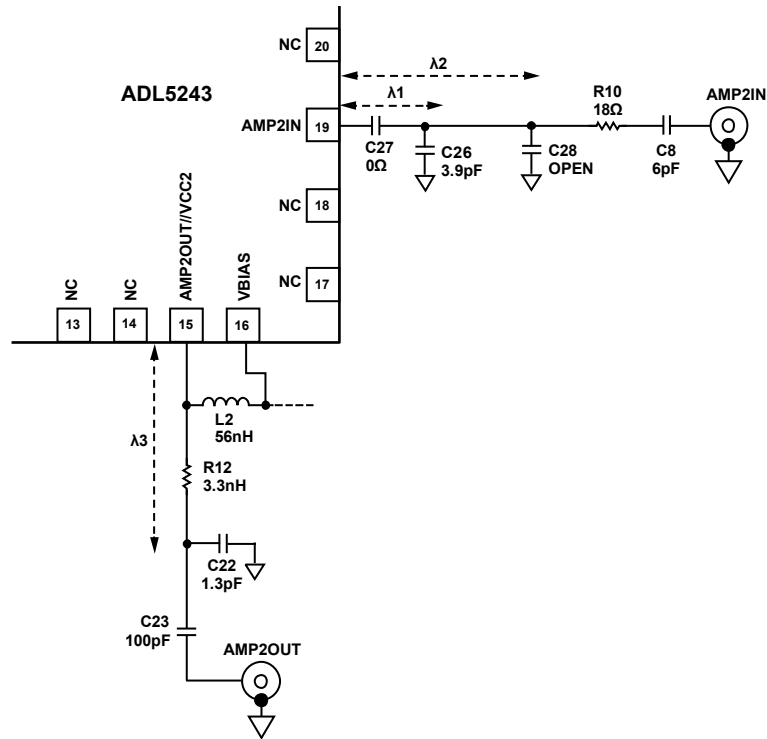 NC
20
λ2
ADL5243
λ1
R10
18Ω
AMP2IN
AMP2IN
19
C27
0Ω
C26
3.9pF
C28
OPEN
C8
6pF
NC
18
NC
17
NC
NC
AMP2OUT//VCC2
VBIAS
13
14
15
16
λ3
L2
56nH
R12
3.3nH
C22
1.3pF
C23
100pF
AMP2OUT